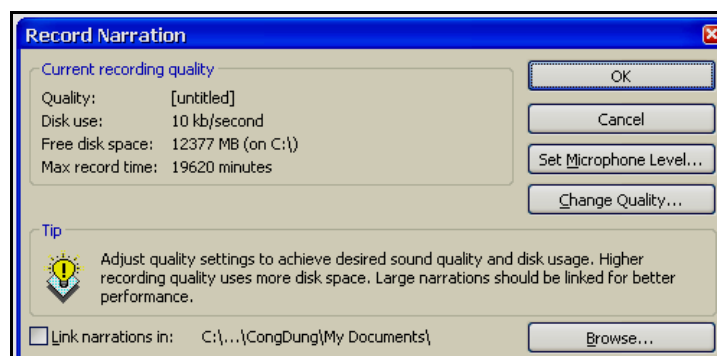 Record Narration
Current recording quality
Quality: [untitled]
Disk use: 10 kb/second
Free disk space: 12377 MB (on C:\)
Max record time: 19620 minutes
OK
Cancel
Set Microphone Level...
Change Quality...
Tip
Adjust quality settings to achieve desired sound quality and disk usage. Higher
recording quality uses more disk space. Large narrations should be linked for better
performance.
Link narrations in: C:\...\CongDung\My Documents\
Browse...